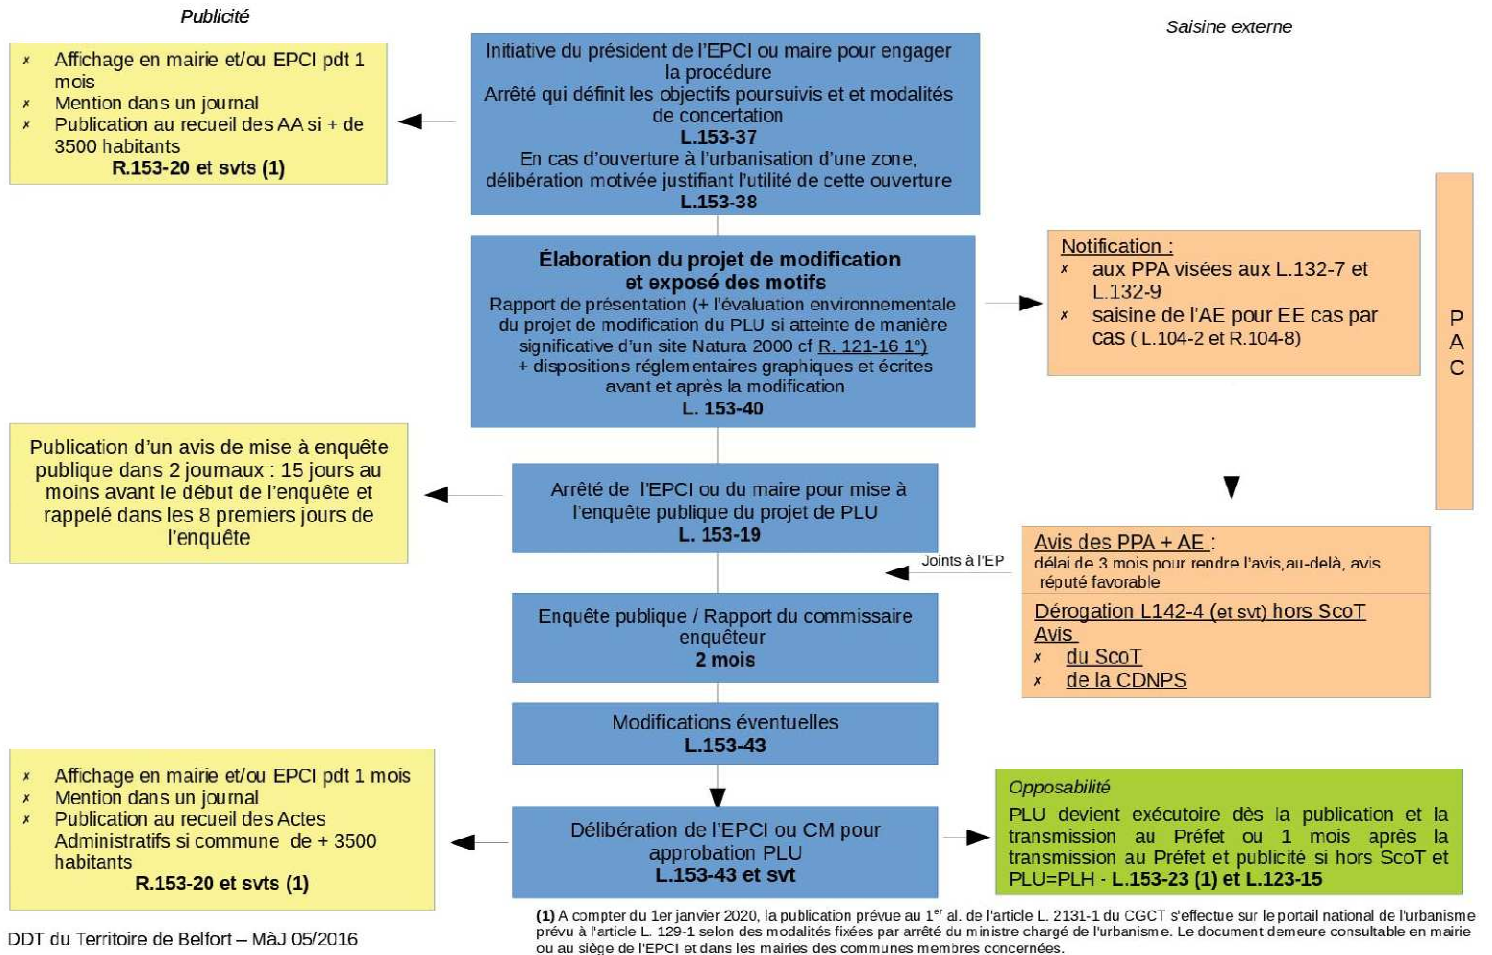 Publicité
Saisine externe
✗ Affichage en mairie et/ou EPCI pdt 1
mois
✗ Mention dans un journal
✗ Publication au recueil des AA si + de
3500 habitants
R.153-20 et svts (1)
Initiative du président de l'EPCI ou maire pour engager
la procédure
Arrêté qui définit les objectifs poursuivis et et modalités
de concertation
L.153-37
En cas d'ouverture à l'urbanisation d'une zone,
délibération motivée justifiant l'utilité de cette ouverture
L.153-38
Élaboration du projet de modification
et exposé des motifs
Rapport de présentation (+ l'évaluation environnementale
du projet de modification du PLU si atteinte de manière
significative d'un site Natura 2000 cf R. 121-16 1°)
+ dispositions réglementaires graphiques et écrites
avant et après la modification
L. 153-40
Notification :
✗ aux PPA visées aux L.132-7 et
L.132-9
✗ saisine de l'AE pour EE cas par
cas ( L.104-2 et R.104-8)
P
A
C
Publication d'un avis de mise à enquête
publique dans 2 journaux : 15 jours au
moins avant le début de l'enquête et
rappelé dans les 8 premiers jours de
l'enquête
Arrêté de l'EPCI ou du maire pour mise à
l'enquête publique du projet de PLU
L. 153-19
Joints à l'EP
Avis des PPA + AE :
délai de 3 mois pour rendre l'avis,au-delà, avis
réputé favorable
Dérogation L142-4 (et svt) hors ScoT
Avis
✗ du ScoT
✗ de la CDNPS
Enquête publique / Rapport du commissaire
enquêteur
2 mois
Modifications éventuelles
L.153-43
✗ Affichage en mairie et/ou EPCI pdt 1 mois
✗ Mention dans un journal
✗ Publication au recueil des Actes
Administratifs si commune de + 3500
habitants
R.153-20 et svts (1)
Délibération de l'EPCI ou CM pour
approbation PLU
L.153-43 et svt
Opposabilité
PLU devient exécutoire dès la publication et la
transmission au Préfet ou 1 mois après la
transmission au Préfet et publicité si hors ScoT et
PLU=PLH - L.153-23 (1) et L.123-15
(1) A compter du 1er janvier 2020, la publication prévue au 1er al. de l'article L. 2131-1 du CGCT s'effectue sur le portail national de l'urbanisme
prévu à l'article L. 129-1 selon des modalités fixées par arrêté du ministre chargé de l'urbanisme. Le document demeure consultable en mairie
ou au siège de l'EPCI et dans les mairies des communes membres concernées.
DDT du Territoire de Belfort – MàJ 05/2016